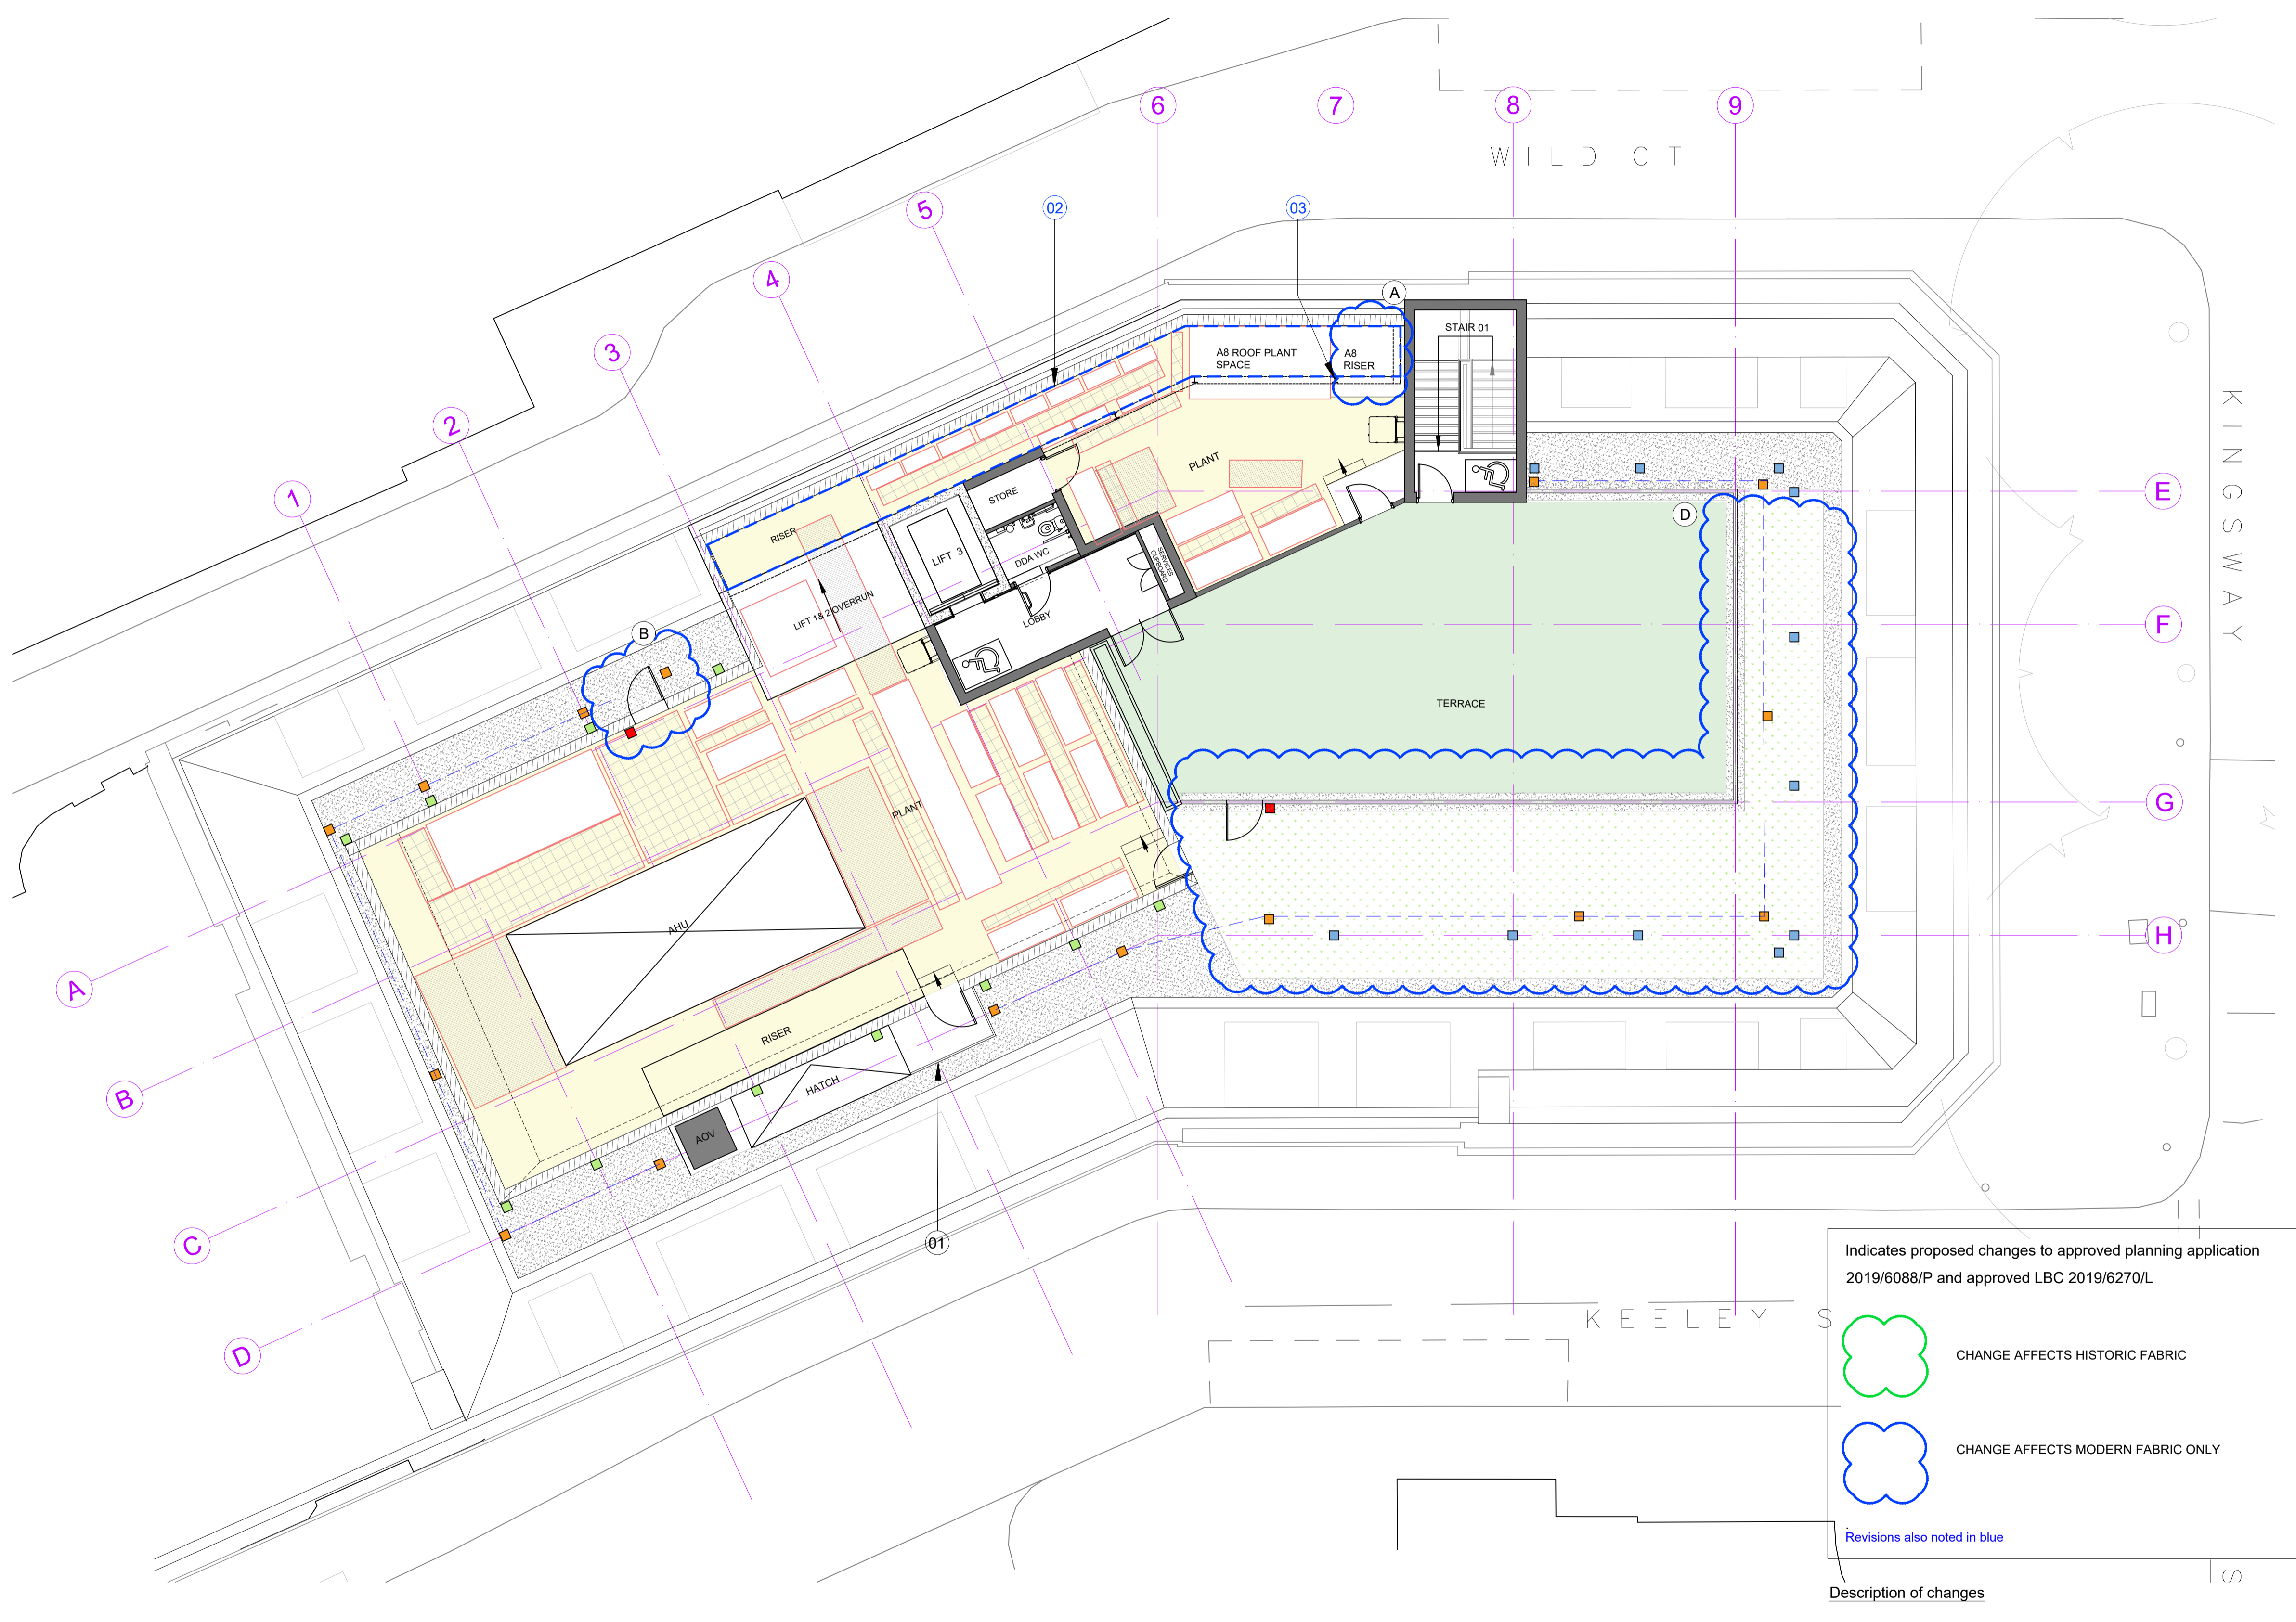 6
7
8
9
WILD CT
5
02
03
4
A
3
STAIR 01
A8 ROOF PLANT
SPACE
A8
RISER
2
KINGSWAY
PLANT
1
STORE
E
D
RISER
LIFT 3
DDA WC
SERVICES
CUPBOARD
LIFT 1& 2 OVERRUN
LOBBY
F
B
TERRACE
PLANT
G
AHU
H
A
RISER
HATCH
B
AOV
C
01
D
KEELEY S
Indicates proposed changes to approved planning application
2019/6088/P and approved LBC 2019/6270/L
CHANGE AFFECTS HISTORIC FABRIC
CHANGE AFFECTS MODERN FABRIC ONLY
Revisions also noted in blue
S
Description of changes